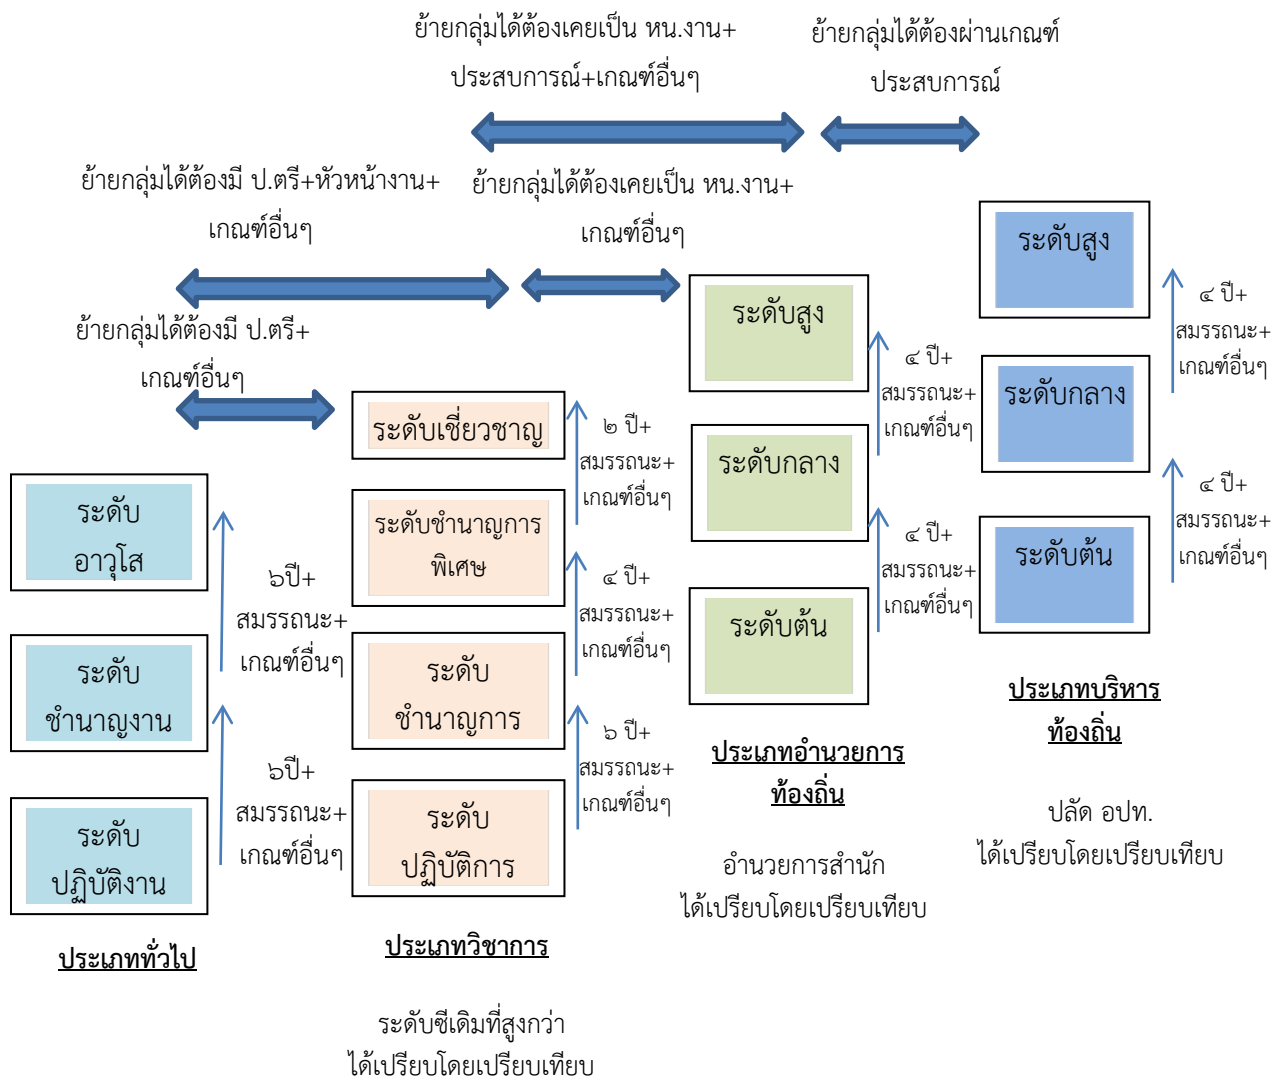 ย้ายกลุ่มได้ต้องเคยเป็น หน.งาน+
ประสบการณ์+เกณฑ์อื่นๆ
ย้ายกลุ่มได้ต้องผ่านเกณฑ์
ประสบการณ์
ย้ายกลุ่มได้ต้องมี ป.ตรี+หัวหน้างาน+
เกณฑ์อื่นๆ
ย้ายกลุ่มได้ต้องเคยเป็น หน.งาน+
เกณฑ์อื่นๆ
ย้ายกลุ่มได้ต้องมี ป.ตรี+
เกณฑ์อื่นๆ
ระดับ
อาวุโส
๖ปี+
สมรรถนะ+
เกณฑ์อื่นๆ
ระดับ
ชำนาญงาน
๖ปี+
สมรรถนะ+
เกณฑ์อื่นๆ
ระดับ
ปฏิบัติงาน
ประเภททั่วไป
ระดับเชี่ยวชาญ
๒ ปี+
สมรรถนะ+
เกณฑ์อื่นๆ
ระดับชำนาญการ
พิเศษ
๔ ปี+
สมรรถนะ+
เกณฑ์อื่นๆ
ระดับ
ชำนาญการ
๖ ปี+
สมรรถนะ+
เกณฑ์อื่นๆ
ระดับ
ปฏิบัติการ
ประเภทวิชาการ
ระดับซีเดิมที่สูงกว่า
ได้เปรียบโดยเปรียบเทียบ
ระดับสูง
๔ ปี+
สมรรถนะ+
เกณฑ์อื่นๆ
ระดับกลาง
๔ ปี+
สมรรถนะ+
เกณฑ์อื่นๆ
ระดับต้น
ประเภทอำนวยการ
ท้องถิ่น
อำนวยการสำนัก
ได้เปรียบโดยเปรียบเทียบ
ระดับสูง
๔ ปี+
สมรรถนะ+
เกณฑ์อื่นๆ
ระดับกลาง
๔ ปี+
สมรรถนะ+
เกณฑ์อื่นๆ
ระดับต้น
ประเภทบริหาร
ท้องถิ่น
ปลัด อปท.
ได้เปรียบโดยเปรียบเทียบ